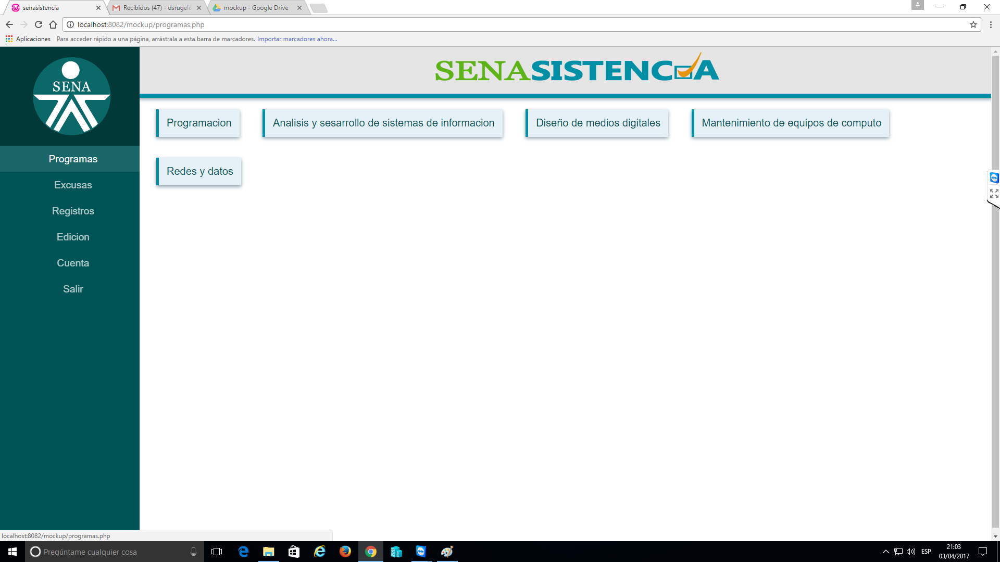 senasistencia
Recibidos (47) - dsrugele
mockup - Google Drive
localhost:8082/mockup/programas.php
Aplicaciones
Para acceder rápido a una página, arrástrala a esta barra de marcadores. Importar marcadores ahora...
SENA
SENASISTENCIA
Programas
Excusas
Registros
Edicion
Cuenta
Salir
Programacion
Analisis y sesarrollo de sistemas de informacion
Diseño de medios digitales
Mantenimiento de equipos de computo
Redes y datos
localhost:8082/mockup/programas.php
Pregúntame cualquier cosa
ESP
21:03
03/04/2017